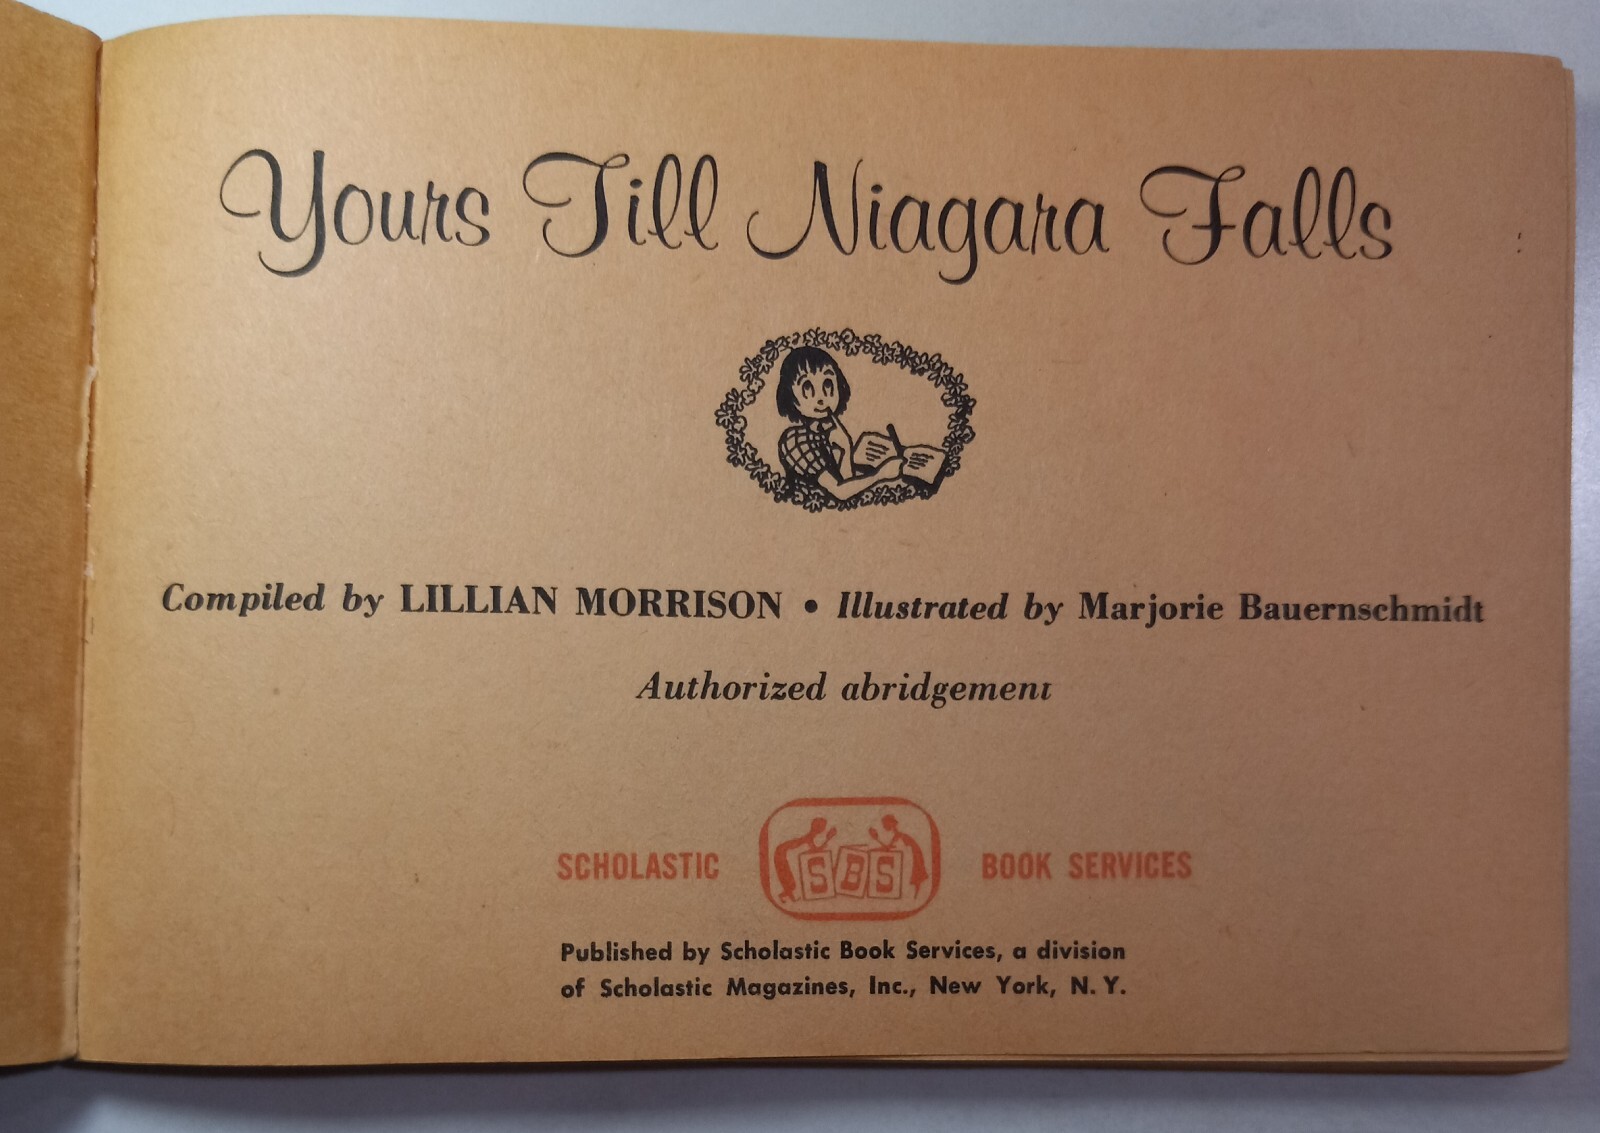 Yours Till Niagara Falls
Compiled by LILLIAN MORRISON • Illustrated by Marjorie Bauernschmidt
Authorized abridgement
SCHOLASTIC SBS BOOK SERVICES
Published by Scholastic Book Services, a division
of Scholastic Magazines, Inc., New York, N. Y.